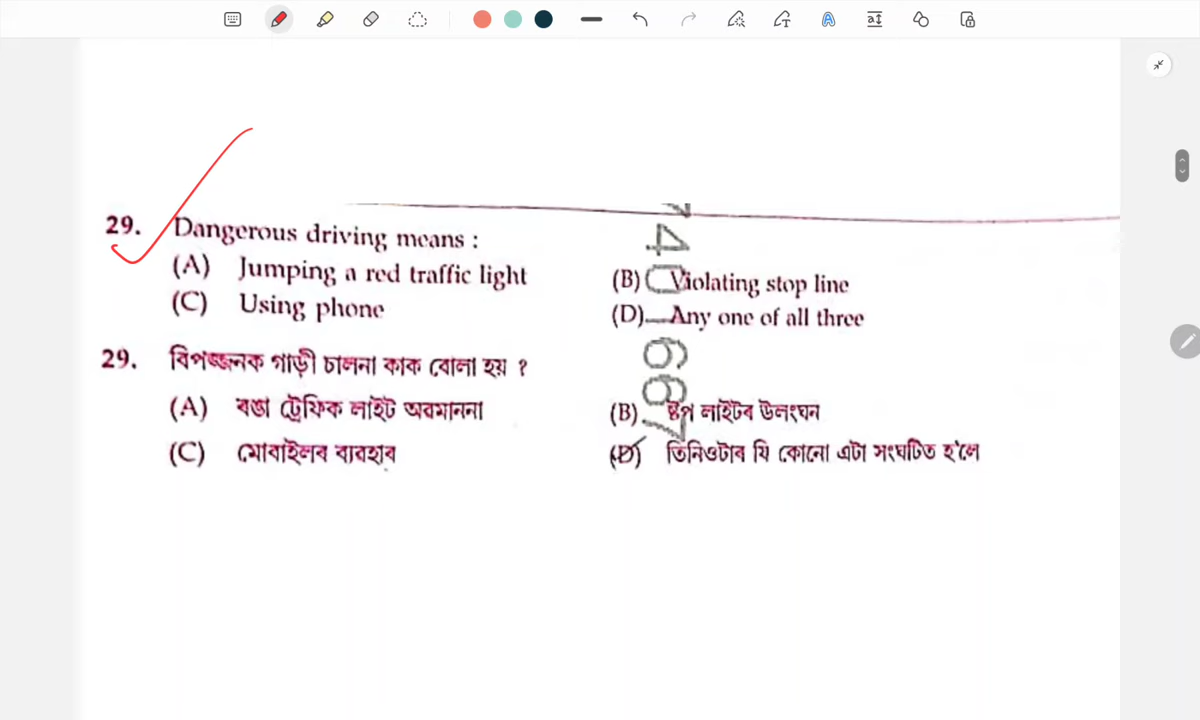 29. Dangerous driving means :
(A) Jumping a red traffic light (B) Violating stop line
(C) Using phone (D) Any one of all three
29. বিপজ্জনক গাড়ী চালনা কাক বোলা হয় ?
(A) ৰঙা ট্ৰেফিক লাইট অৱমাননা (B) ষ্টপ লাইটৰ উলংঘন
(C) মোবাইলৰ ব্যৱহাৰ (D) তিনিওটাৰ যি কোনো এটা সংঘটিত হ'লে